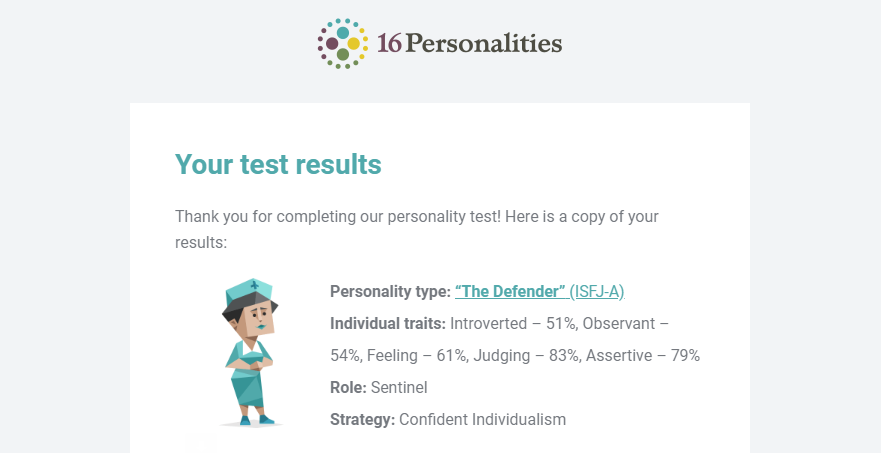 16 Personalities
Your test results
Thank you for completing our personality test! Here is a copy of your
results:
Personality type: “The Defender” (ISFJ-A)
Individual traits: Introverted – 51%, Observant –
54%, Feeling – 61%, Judging – 83%, Assertive – 79%
Role: Sentinel
Strategy: Confident Individualism